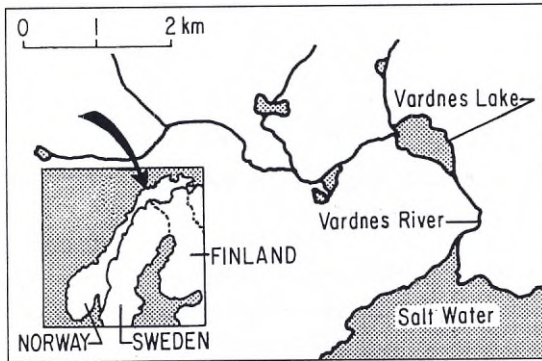 0 1 2 km
Vardnes Lake
Vardnes River
FINLAND
Salt Water
NORWAY SWEDEN